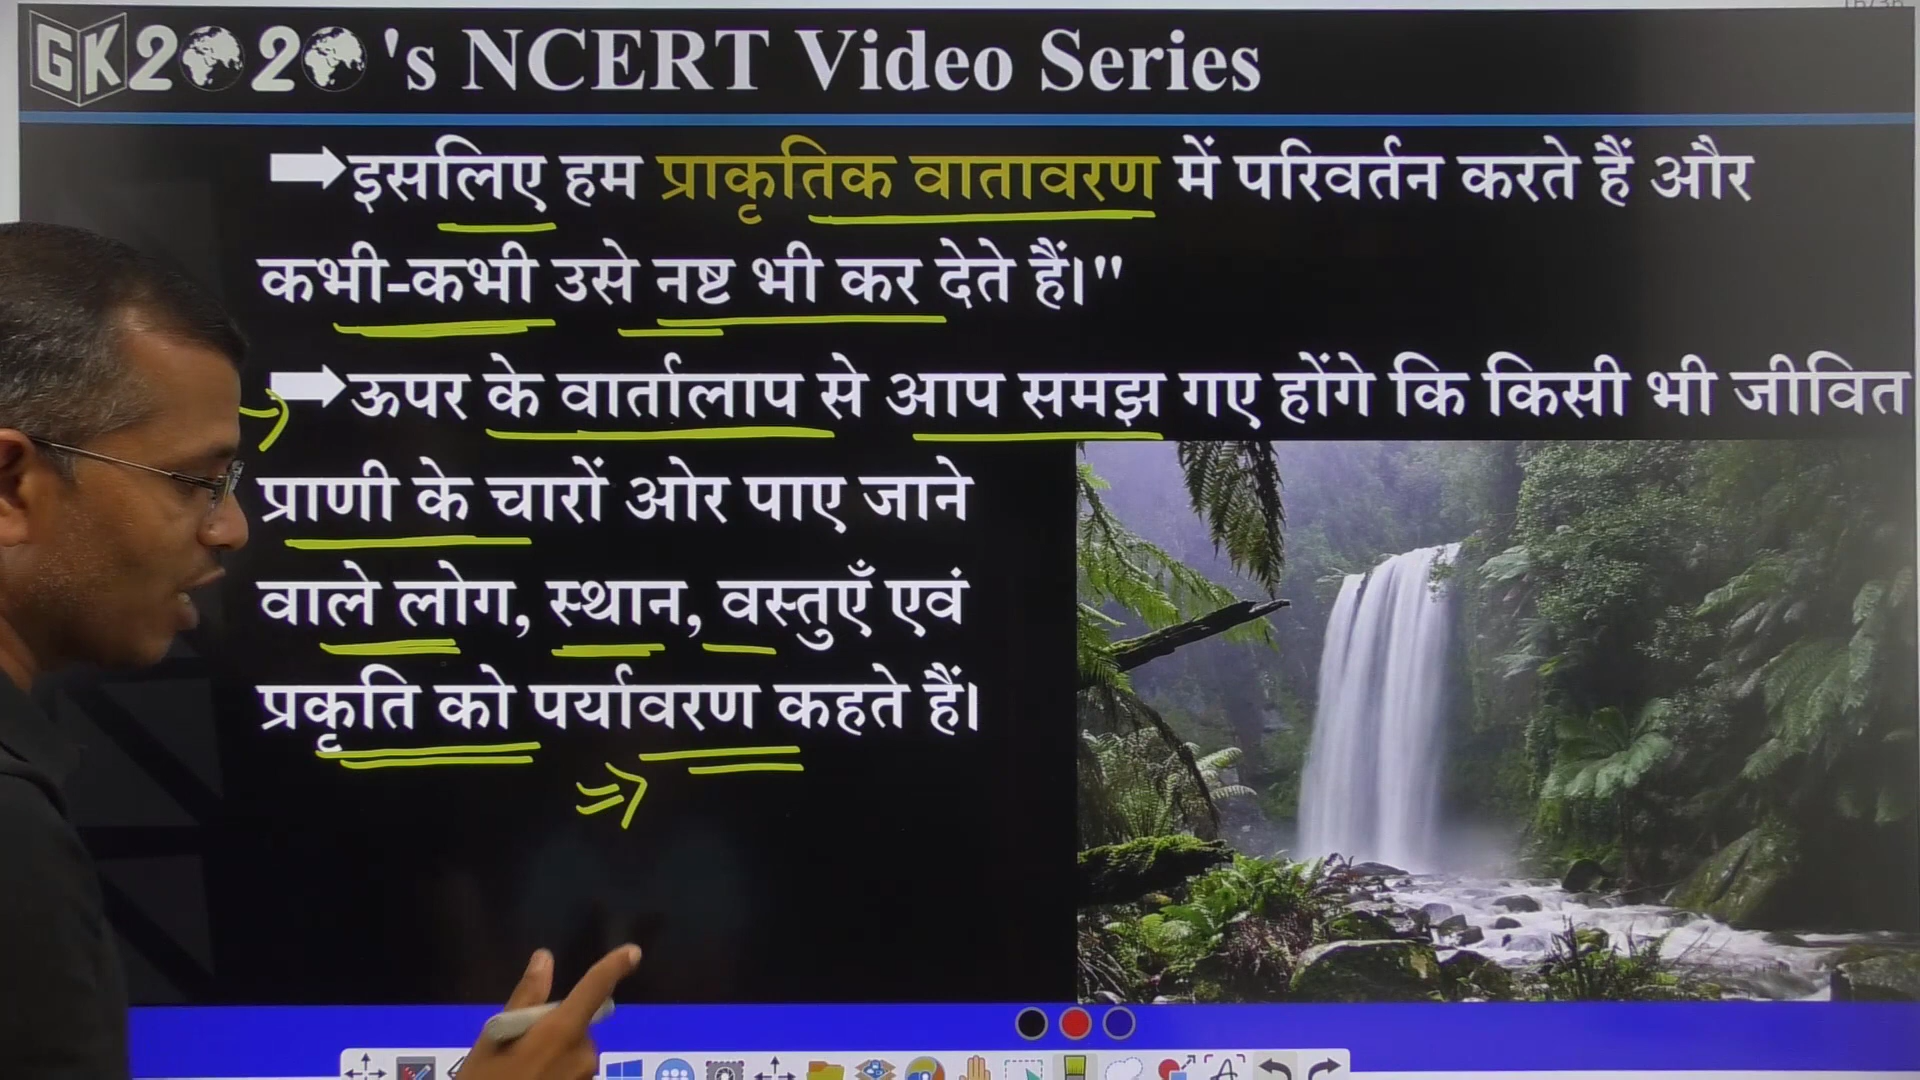 GK2020's NCERT Video Series
इसलिए हम प्राकृतिक वातावरण में परिवर्तन करते हैं और
कभी-कभी उसे नष्ट भी कर देते हैं।"
ऊपर के वार्तालाप से आप समझ गए होंगे कि किसी भी जीवित
प्राणी के चारों ओर पाए जाने
वाले लोग, स्थान, वस्तुएँ एवं
प्रकृति को पर्यावरण कहते हैं।